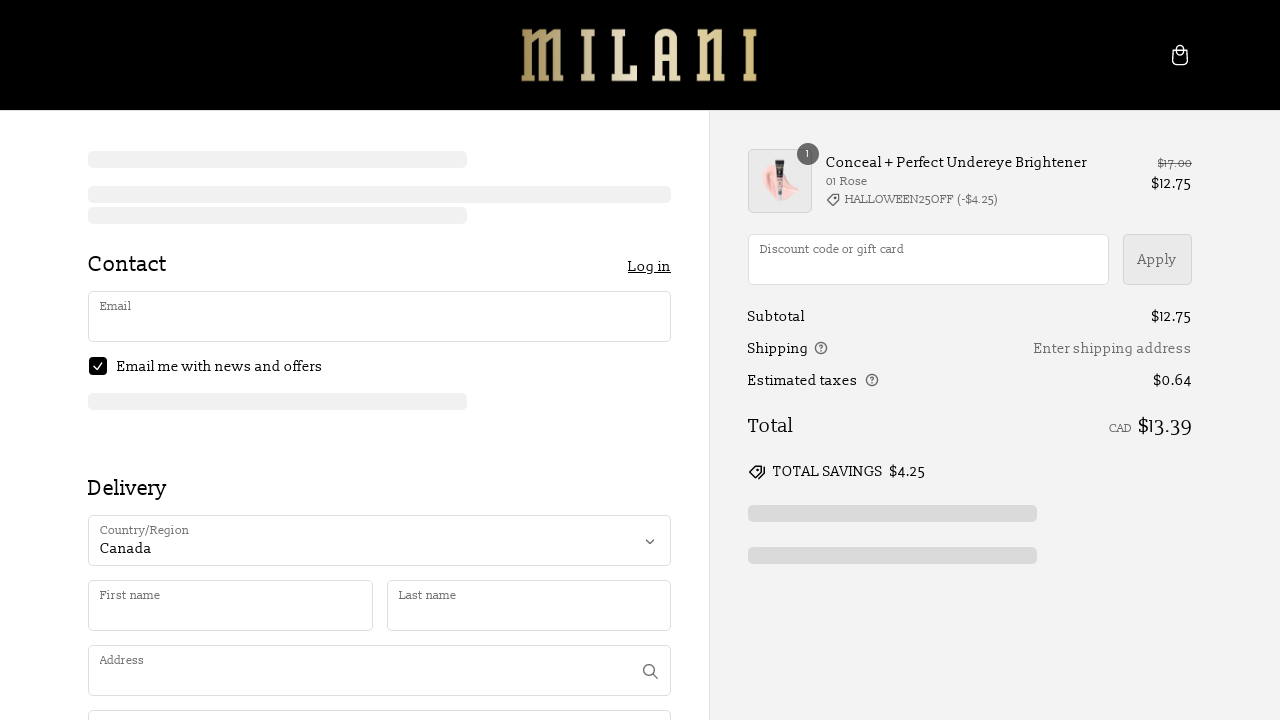 MILANI
Contact
Log in
Email
Email me with news and offers
Delivery
Country/Region
Canada
First name
Last name
Address
1
Conceal + Perfect Undereye Brightener
01 Rose
HALLOWEEN25OFF (-$4.25)
$17.00
$12.75
Discount code or gift card
Apply
Subtotal
$12.75
Shipping
Enter shipping address
Estimated taxes
$0.64
Total
CAD $13.39
TOTAL SAVINGS $4.25